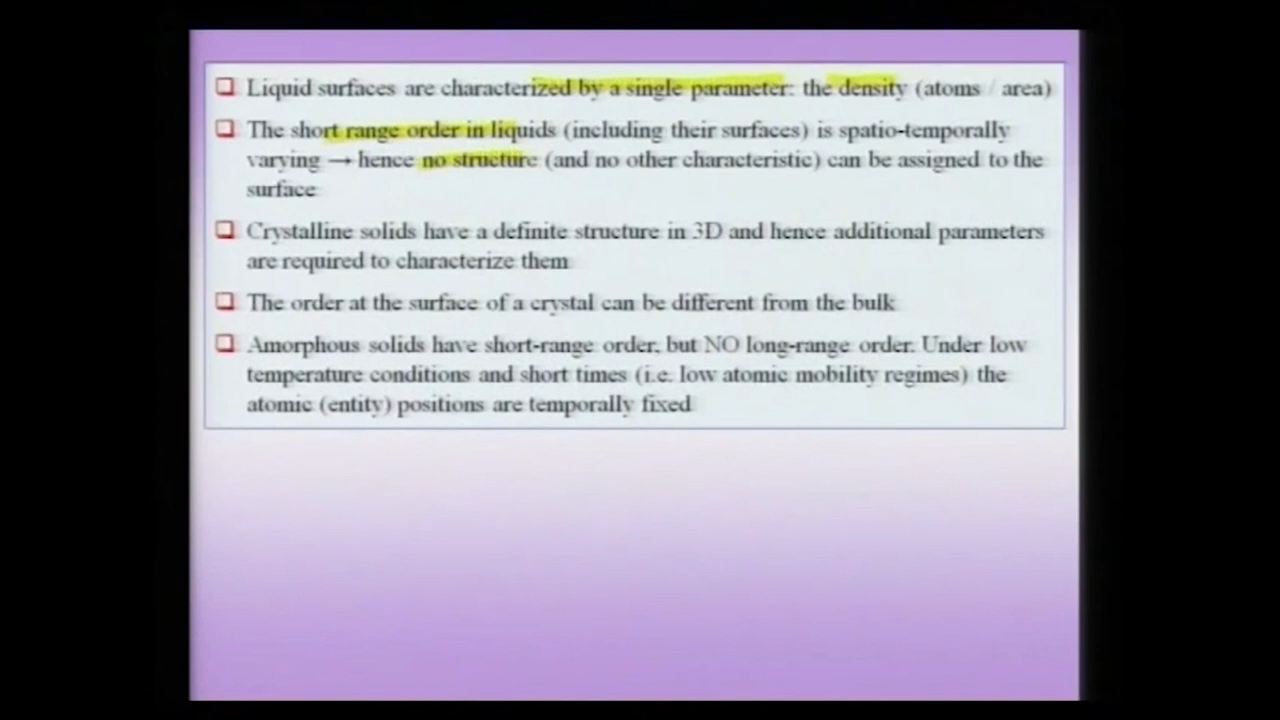 Liquid surfaces are characterized by a single parameter: the density (atoms / area)
The short range order in liquids (including their surfaces) is spatio-temporally
varying → hence no structure (and no other characteristic) can be assigned to the
surface
Crystalline solids have a definite structure in 3D and hence additional parameters
are required to characterize them
The order at the surface of a crystal can be different from the bulk
Amorphous solids have short-range order, but NO long-range order. Under low
temperature conditions and short times (i.e. low atomic mobility regimes) the
atomic (entity) positions are temporally fixed